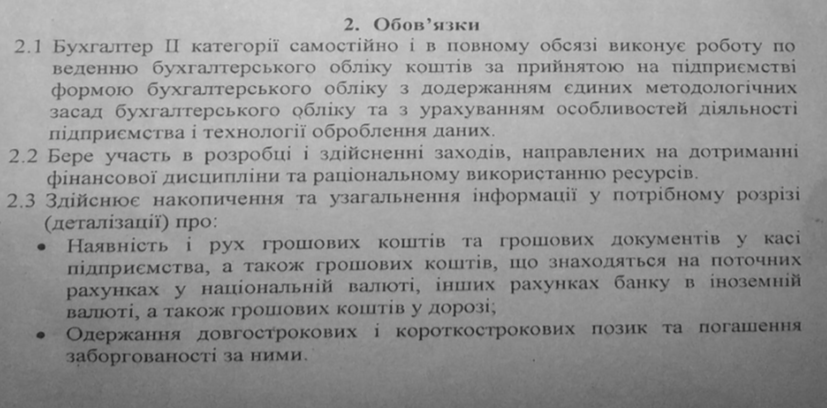 2. Обов’язки
2.1 Бухгалтер II категорії самостійно і в повному обсязі виконує роботу по
веденню бухгалтерського обліку коштів за прийнятою на підприємстві
формою бухгалтерського обліку з додержанням єдиних методологічних
засад бухгалтерського обліку та з урахуванням особливостей діяльності
підприємства і технології оброблення даних.
2.2 Бере участь в розробці і здійсненні заходів, направлених на дотриманні
фінансової дисципліни та раціональному використанню ресурсів.
2.3 Здійснює накопичення та узагальнення інформації у потрібному розрізі
(деталізації) про:
• Наявність і рух грошових коштів та грошових документів у касі
підприємства, а також грошових коштів, що знаходяться на поточних
рахунках у національній валюті, інших рахунках банку в іноземній
валюті, а також грошових коштів у дорозі;
• Одержання довгострокових і короткострокових позик та погашення
заборгованості за ними.